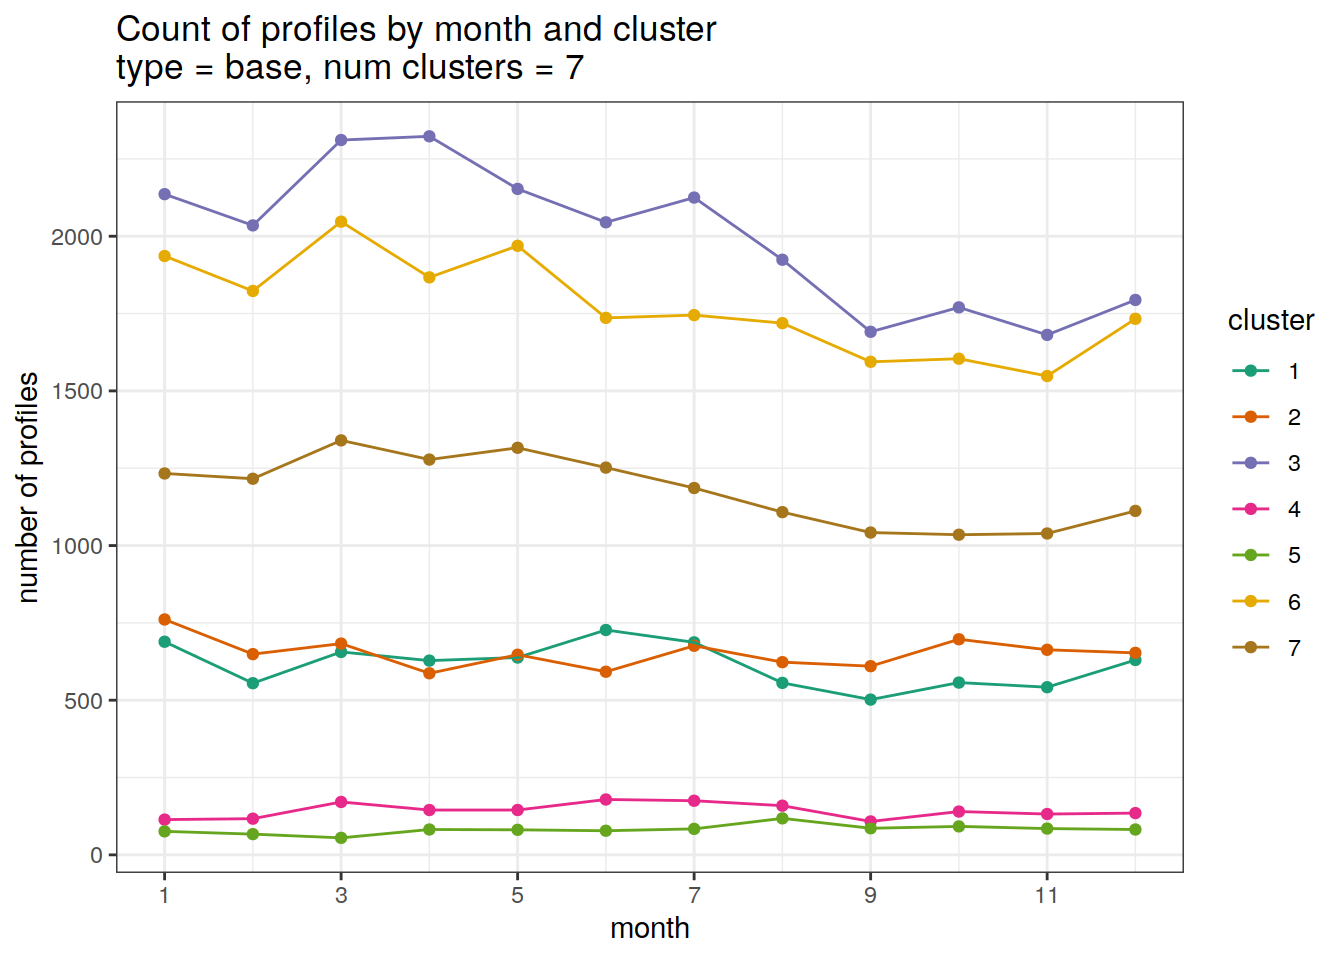 Count of profiles by month and cluster
type = base, num clusters = 7
number of profiles
2000
1500
1000
500
0
1 3 5 7 9 11
month
cluster
1
2
3
4
5
6
7